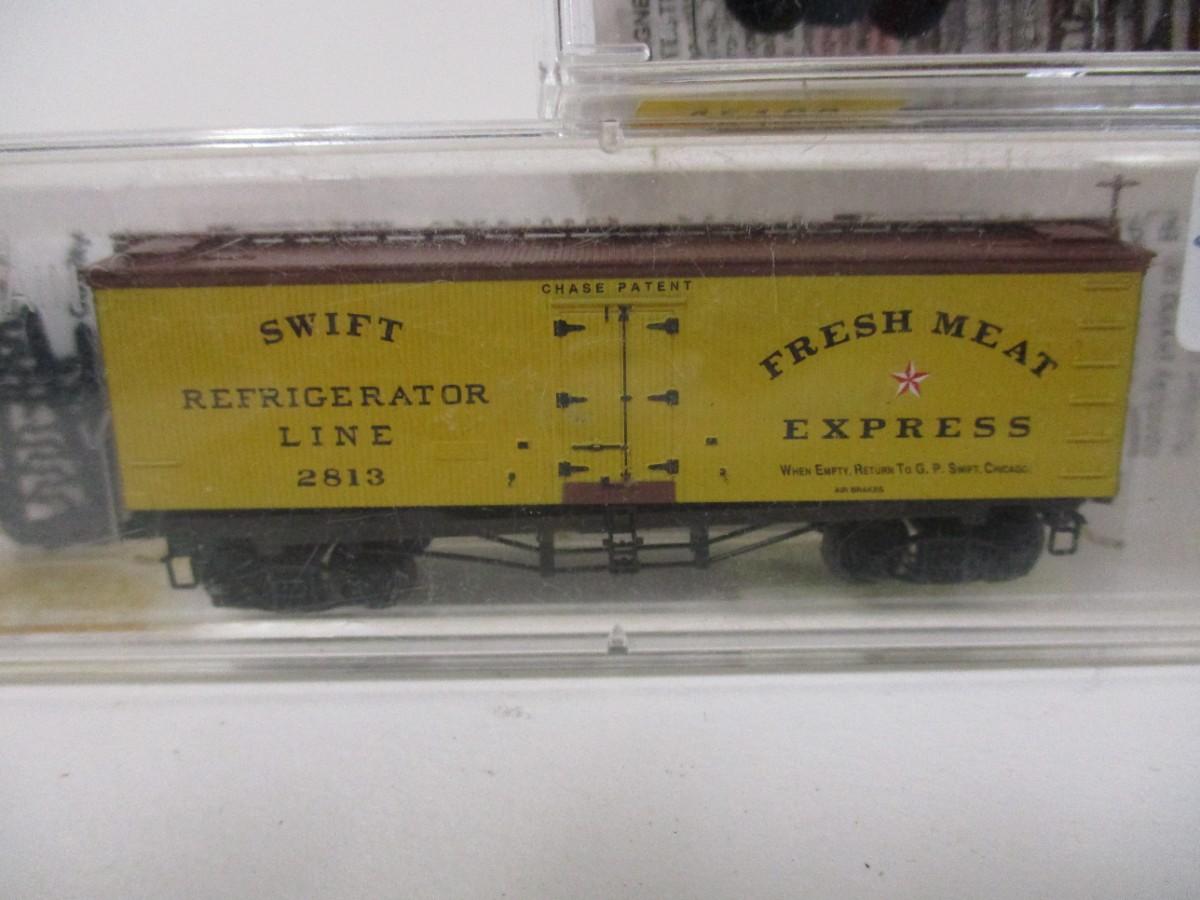 CHASE PATENT
SWIFT
REFRIGERATOR
LINE
2813
FRESH MEAT
EXPRESS
WHEN EMPTY, RETURN TO G. P. SWIFT, CHICAGO.
AIR BRAKES